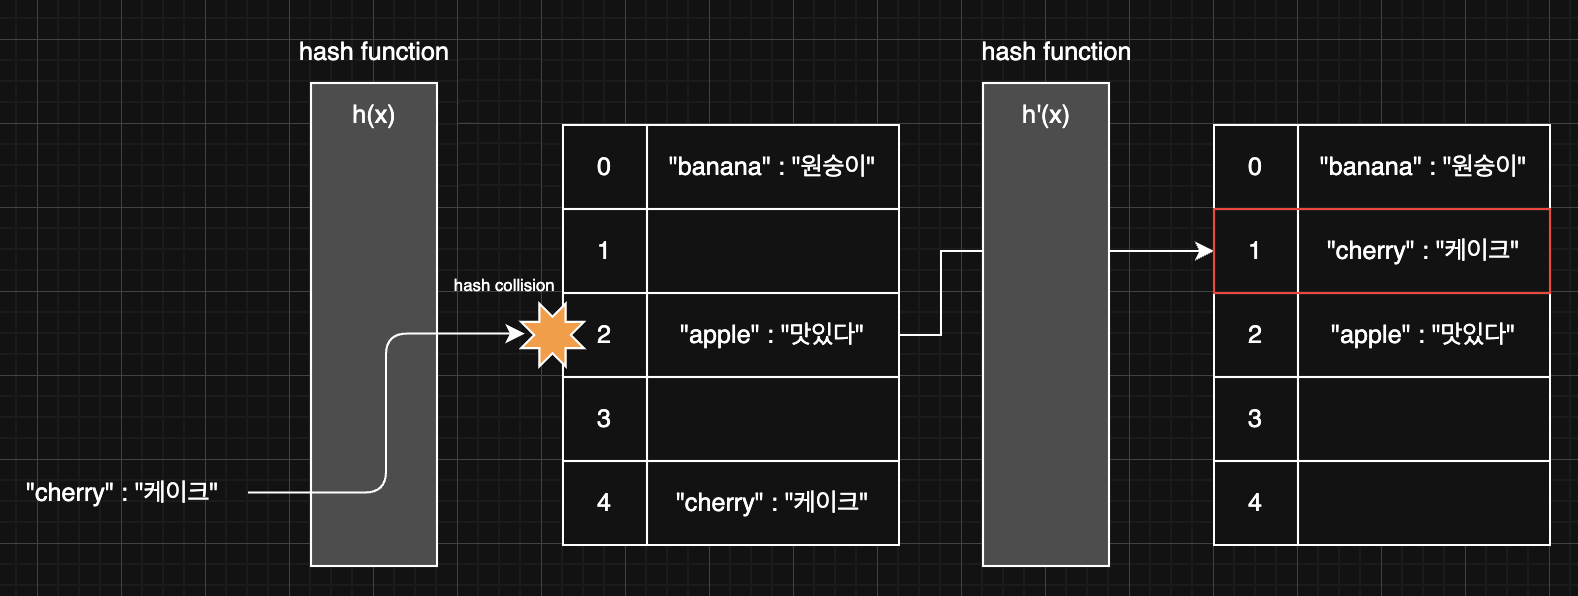 hash function
h(x)
"cherry" : "케이크"
hash collision
0 "banana" : "원숭이"
1
2 "apple" : "맛있다"
3
4 "cherry" : "케이크"
hash function
h'(x)
0 "banana" : "원숭이"
1 "cherry" : "케이크"
2 "apple" : "맛있다"
3
4